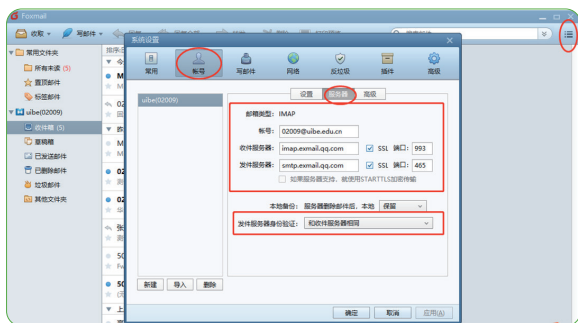 Foxmail
收取
写邮件
系统设置
常用
帐号
写邮件
网络
反垃圾
插件
高级
常用文件夹
所有未读 (5)
置顶邮件
标签邮件
uibe(02009)
收件箱 (5)
草稿箱
已发送邮件
已删除邮件
垃圾邮件
其他文件夹
uibe(02009)
设置
服务器
高级
邮箱类型： IMAP
帐号： 02009@uibe.edu.cn
收件服务器： imap.exmail.qq.com SSL 端口： 993
发件服务器： smtp.exmail.qq.com SSL 端口： 465
如果服务器支持，就使用STARTTLS加密传输
本地备份： 服务器删除邮件后，本地 保留
发件服务器身份验证： 和收件服务器相同
新建
导入
删除
确定
取消
应用(A)